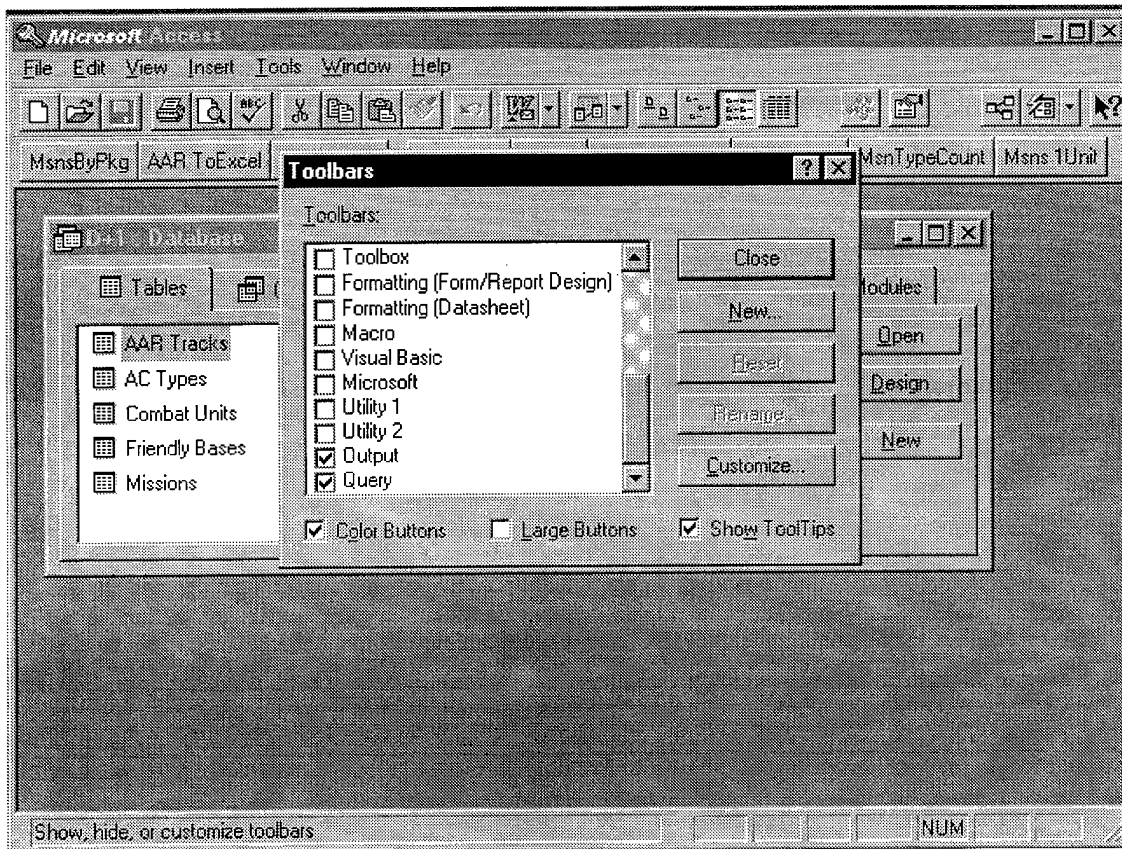 Microsoft Access
File Edit View Insert Tools Window Help
MsnsByPkg AAR ToExcel MsnTypeCount Msns 1Unit
Toolbars
D+1 : Database
Toolbars:
Tables
Modules
AAR Tracks
AC Types
Combat Units
Friendly Bases
Missions
Toolbox
Formatting (Form/Report Design)
Formatting (Datasheet)
Macro
Visual Basic
Microsoft
Utility 1
Utility 2
Output
Query
Close
New...
Reset
Rename...
Customize...
Open
Design
New
Color Buttons Large Buttons Show ToolTips
Show, hide, or customize toolbars NUM